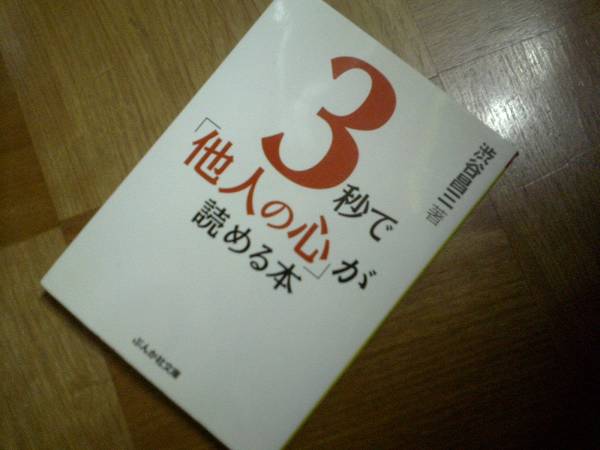 3秒で
「他人の心」が
読める本
渋谷昌三 著
ぶんか社文庫